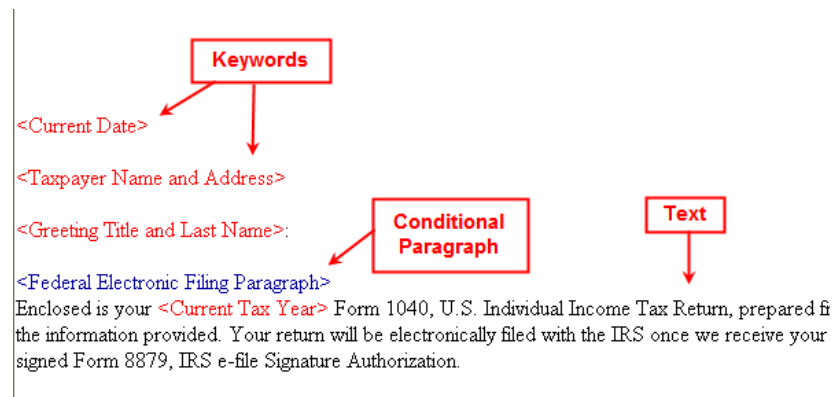 Keywords
<Current Date>
<Taxpayer Name and Address>
<Greeting Title and Last Name>:
Conditional
Paragraph
Text
<Federal Electronic Filing Paragraph>
Enclosed is your <Current Tax Year> Form 1040, U.S. Individual Income Tax Return, prepared
the information provided. Your return will be electronically filed with the IRS once we receive your
signed Form 8879, IRS e-file Signature Authorization.